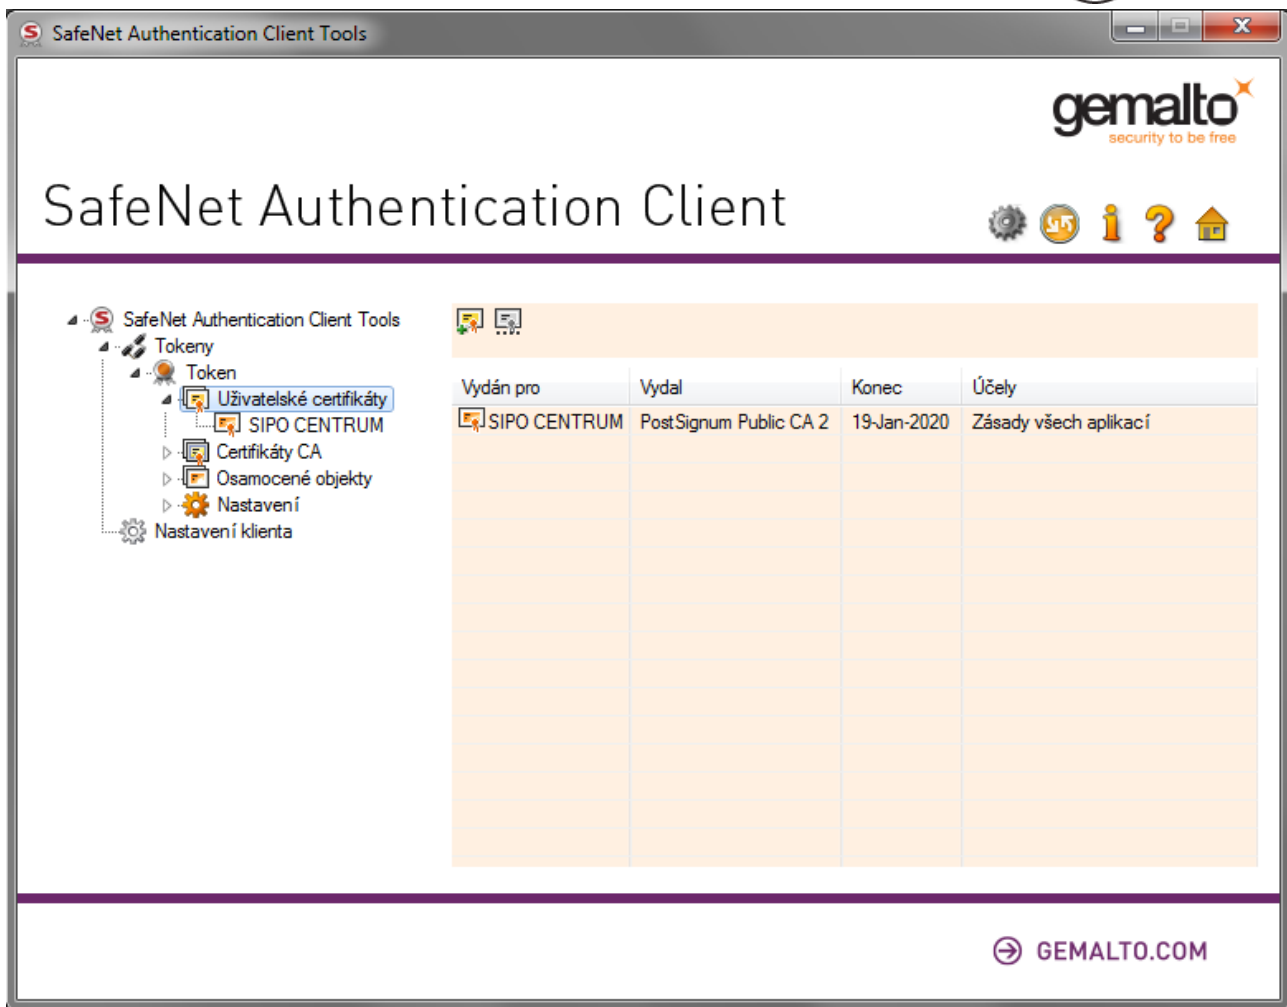 SafeNet Authentication Client Tools
gemalto
security to be free
SafeNet Authentication Client
SafeNet Authentication Client Tools
Tokeny
Token
Uživatelské certifikáty
SIPO CENTRUM
Certifikáty CA
Osamocené objekty
Nastavení
Nastavení klienta
Vydán pro Vydal Konec Účely
SIPO CENTRUM PostSignum Public CA 2 19-Jan-2020 Zásady všech aplikací
GEMALTO.COM